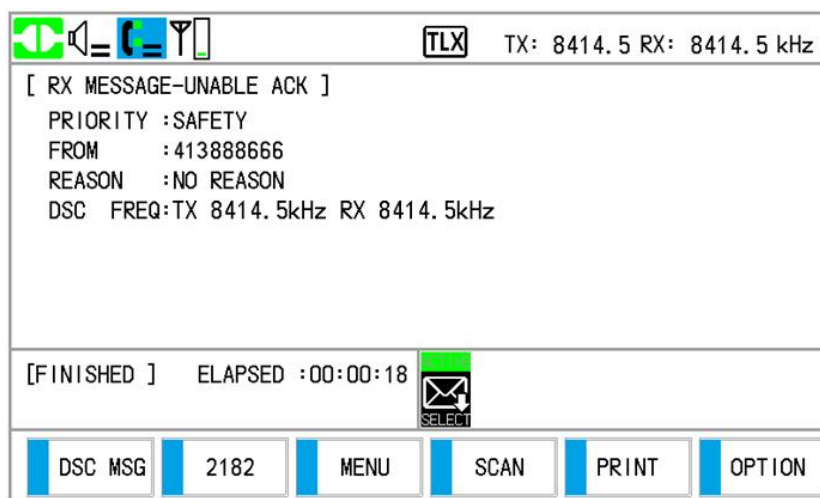 TLX TX: 8414.5 RX: 8414.5 kHz
[ RX MESSAGE-UNABLE ACK ]
PRIORITY :SAFETY
FROM :413888666
REASON :NO REASON
DSC FREQ:TX 8414.5kHz RX 8414.5kHz
[FINISHED ] ELAPSED :00:00:18
SELECT
DSC MSG 2182 MENU SCAN PRINT OPTION